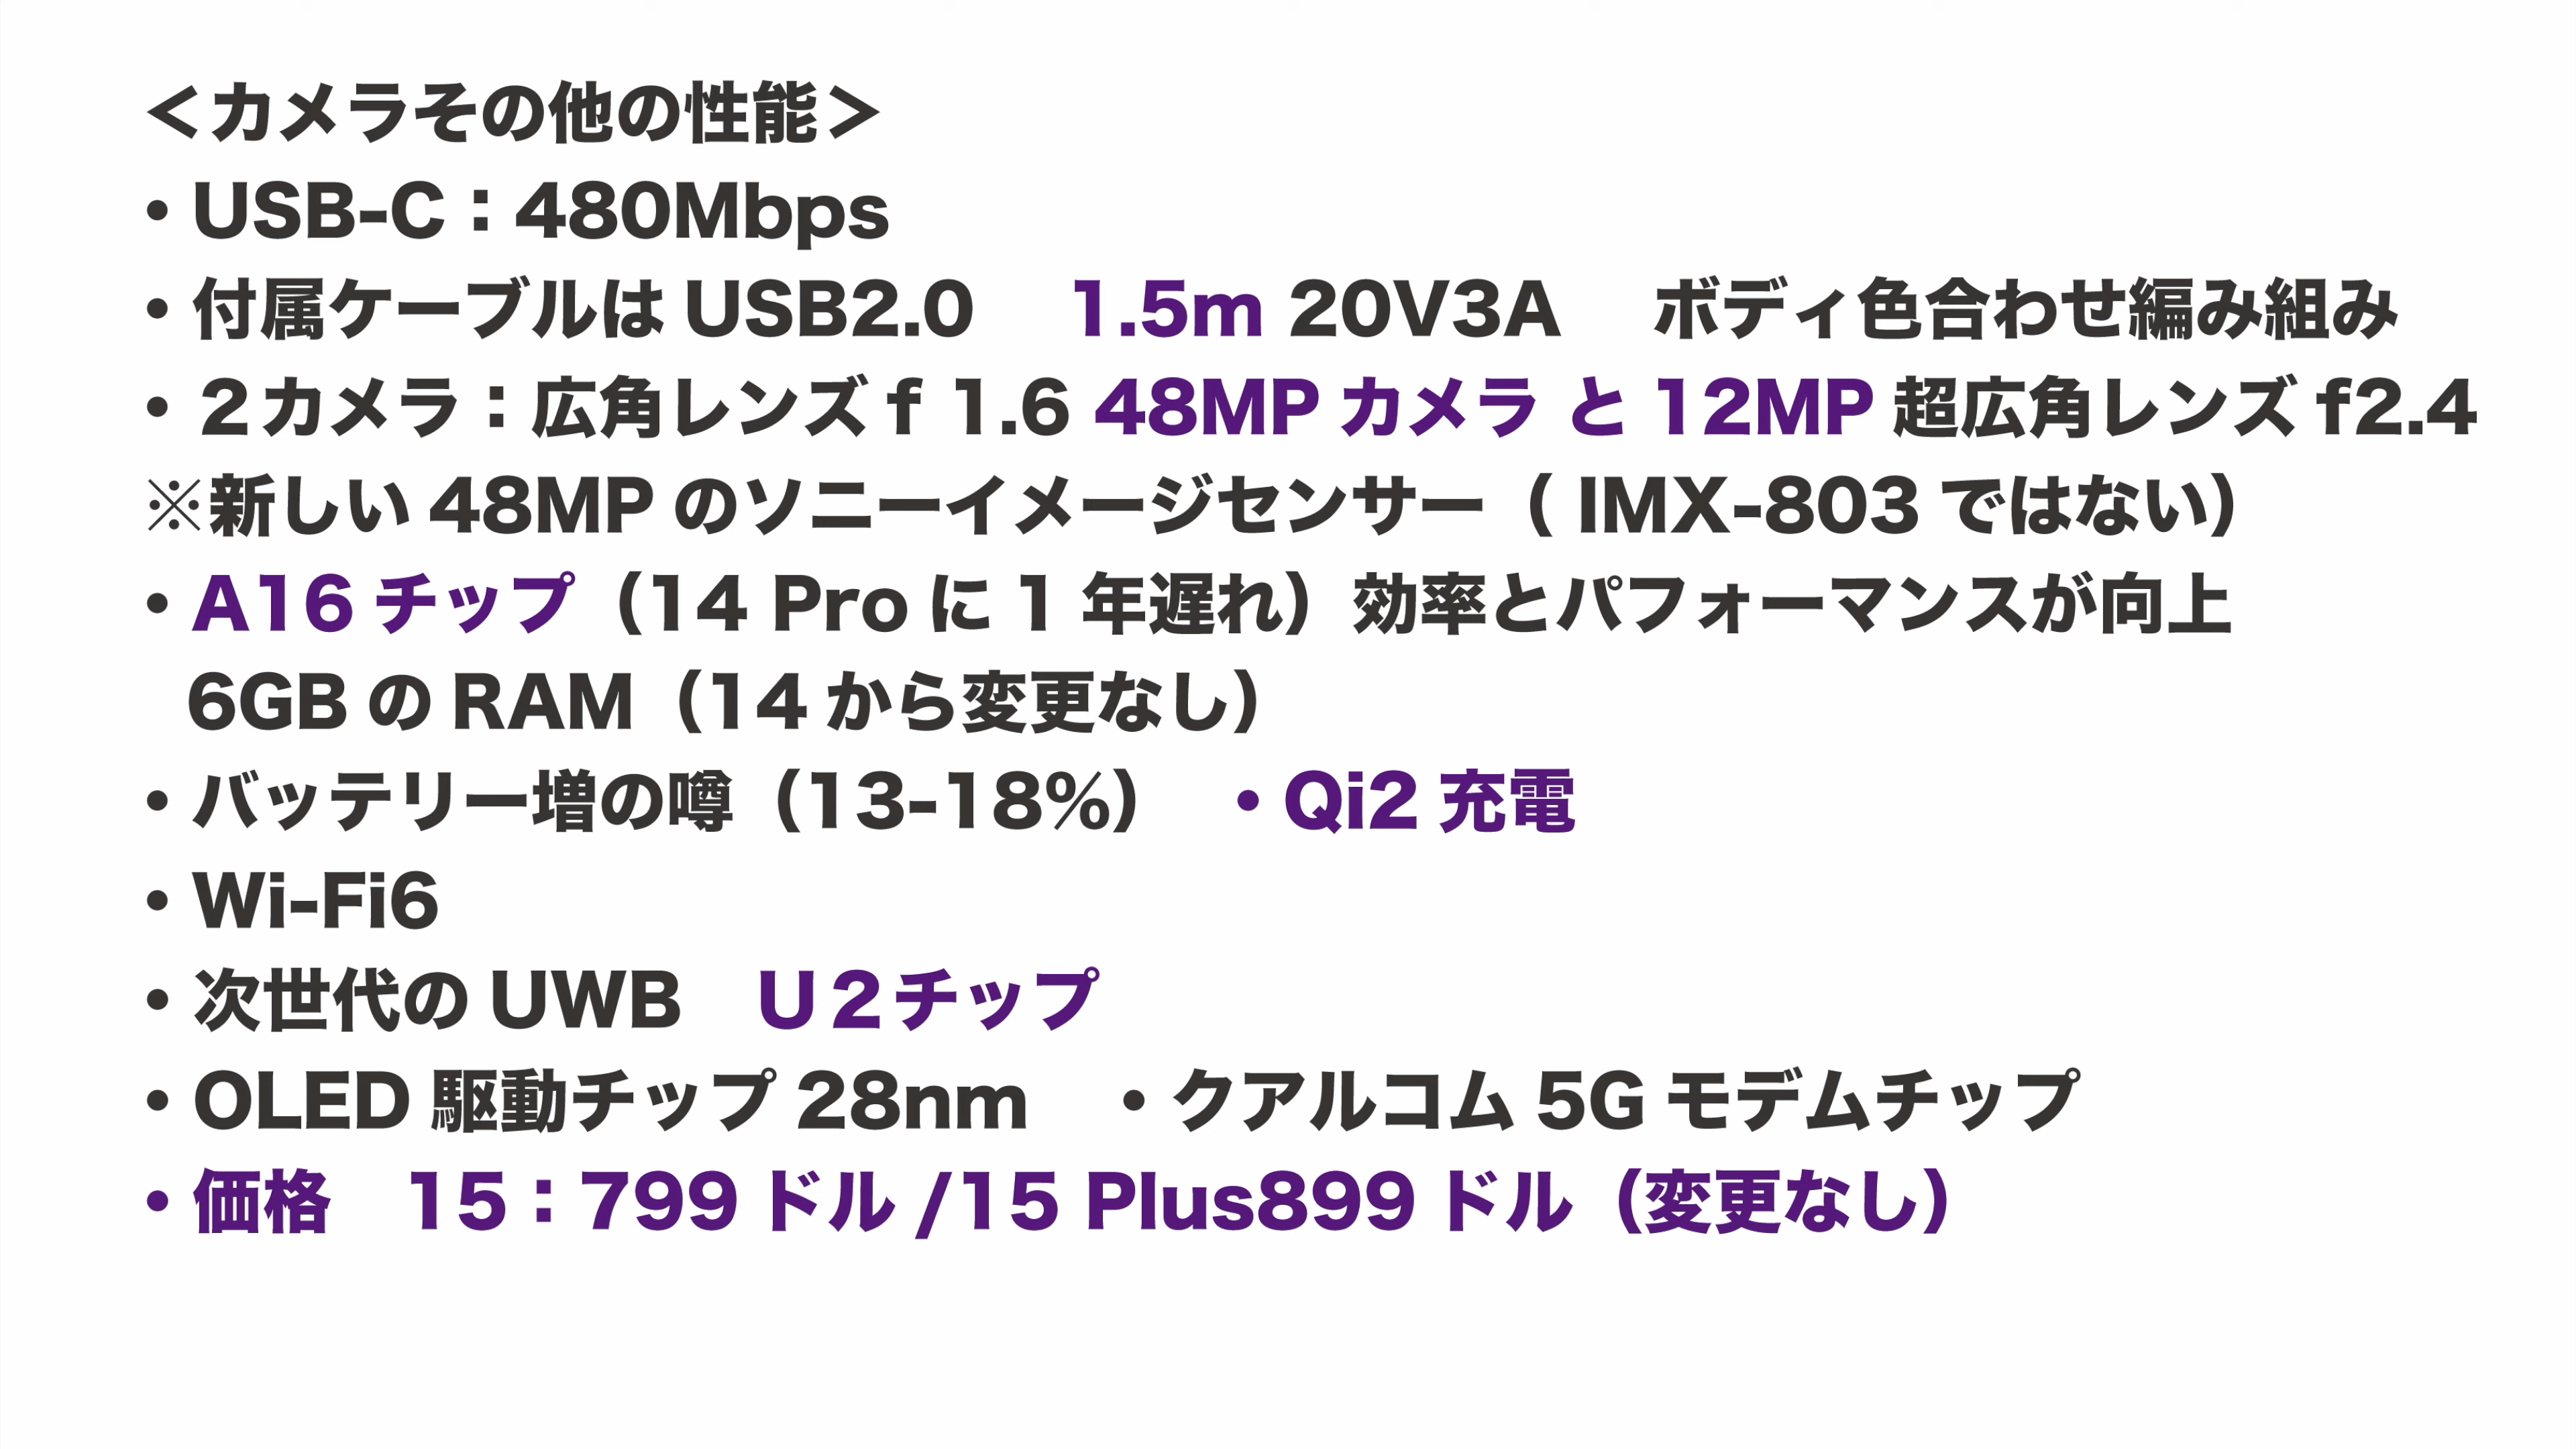 ＜カメラその他の性能＞
・USB-C：480Mbps
・付属ケーブルは USB2.0　1.5m 20V3A　ボディ色合わせ編み組み
・２カメラ：広角レンズ f 1.6 48MP カメラ と 12MP 超広角レンズ f2.4
※新しい 48MP のソニーイメージセンサー（ IMX-803 ではない）
・A16 チップ（14 Pro に 1 年遅れ）効率とパフォーマンスが向上
6GB の RAM（14 から変更なし）
・バッテリー増の噂（13-18%）　・Qi2 充電
・Wi-Fi6
・次世代の UWB　U２チップ
・OLED 駆動チップ 28nm　・クアルコム 5G モデムチップ
・価格　15：799 ドル /15 Plus899 ドル（変更なし）